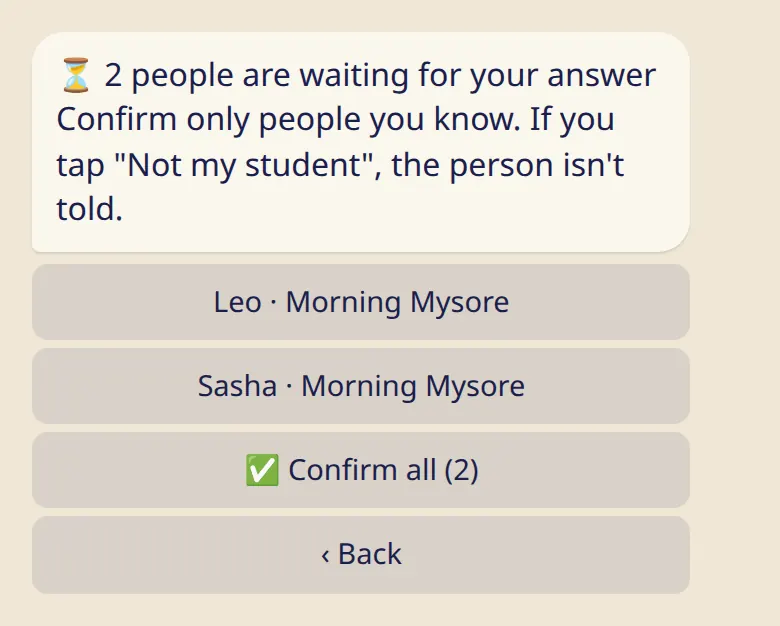 ⏳ 2 people are waiting for your answer
Confirm only people you know. If you
tap "Not my student", the person isn't
told.
Leo · Morning Mysore
Sasha · Morning Mysore
✅ Confirm all (2)
‹ Back